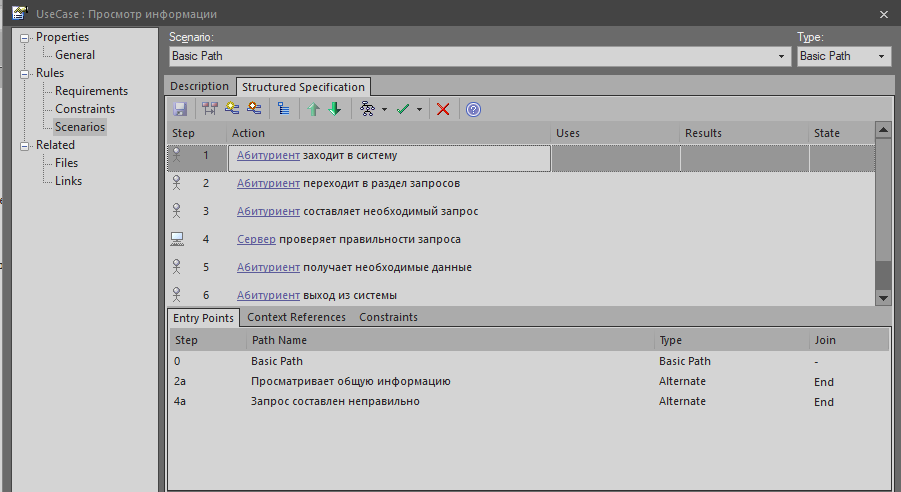 UseCase : Просмотр информации
Properties
General
Rules
Requirements
Constraints
Scenarios
Related
Files
Links
Scenario: Type:
Basic Path Basic Path
Description Structured Specification
Step Action Uses Results State
1 Абитуриент заходит в систему
2 Абитуриент переходит в раздел запросов
3 Абитуриент составляет необходимый запрос
4 Сервер проверяет правильности запроса
5 Абитуриент получает необходимые данные
6 Абитуриент выход из системы
Entry Points Context References Constraints
Step Path Name Type Join
0 Basic Path Basic Path -
2a Просматривает общую информацию Alternate End
4a Запрос составлен неправильно Alternate End